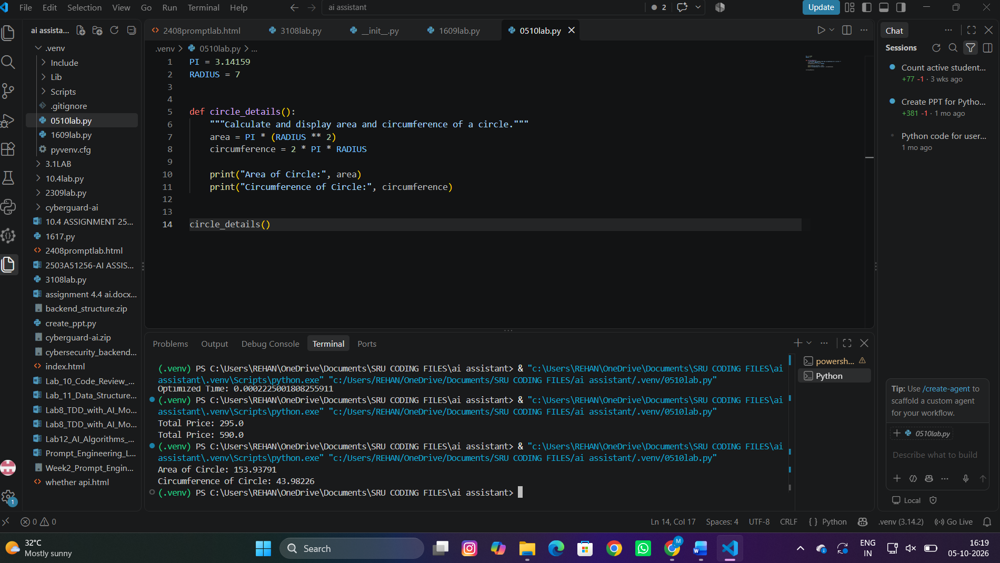 File Edit Selection View Go Run Terminal Help
ai assistant
2
Update
ai assista...
.venv
Include
Lib
Scripts
.gitignore
0510lab.py
1609lab.py
pyvenv.cfg
3.1LAB
10.4lab.py
2309lab.py
cyberguard-ai
10.4 ASSIGNMENT 25...
1617.py
2408promptlab.html
2503A51256-AI ASSIS...
3108lab.py
assignment 4.4 ai.docx...
backend_structure.zip
create_ppt.py
cyberguard-ai.zip
cybersecurity_backend...
index.html
Lab_10_Code_Review_...
Lab_11_Data_Structure...
Lab8_TDD_with_AI_Mo...
Lab8_TDD_with_AI_Mo...
Lab12_AI_Algorithms_...
Prompt_Engineering_L...
Week2_Prompt_Engin...
whether api.html
1
2408promptlab.html 3108lab.py __init__.py 1609lab.py 0510lab.py
.venv > 0510lab.py > ...
1 PI = 3.14159
2 RADIUS = 7
3
4
5 def circle_details():
6 """Calculate and display area and circumference of a circle."""
7 area = PI * (RADIUS ** 2)
8 circumference = 2 * PI * RADIUS
9
10 print("Area of Circle:", area)
11 print("Circumference of Circle:", circumference)
12
13
14 circle_details()
Problems Output Debug Console Terminal Ports
(.venv) PS C:\Users\REHAN\OneDrive\Documents\SRU CODING FILES\ai assistant> & "c:\Users\REHAN\OneDrive\Documents\SRU CODING FILES\ai
assistant\.venv\Scripts\python.exe" "c:/Users/REHAN/OneDrive/Documents/SRU CODING FILES/ai assistant/.venv/0510lab.py"
Optimized Time: 0.0002225001808255911
(.venv) PS C:\Users\REHAN\OneDrive\Documents\SRU CODING FILES\ai assistant> & "c:\Users\REHAN\OneDrive\Documents\SRU CODING FILES\ai
assistant\.venv\Scripts\python.exe" "c:/Users/REHAN/OneDrive/Documents/SRU CODING FILES/ai assistant/.venv/0510lab.py"
Total Price: 295.0
Total Price: 590.0
(.venv) PS C:\Users\REHAN\OneDrive\Documents\SRU CODING FILES\ai assistant> & "c:\Users\REHAN\OneDrive\Documents\SRU CODING FILES\ai
assistant\.venv\Scripts\python.exe" "c:/Users/REHAN/OneDrive/Documents/SRU CODING FILES/ai assistant/.venv/0510lab.py"
Area of Circle: 153.93791
Circumference of Circle: 43.98226
(.venv) PS C:\Users\REHAN\OneDrive\Documents\SRU CODING FILES\ai assistant>
powersh...
Python
Chat
Sessions
Count active student...
+77 -1 · 3 wks ago
Create PPT for Pytho...
+381 -1 · 1 mo ago
Python code for user...
1 mo ago
Tip: Use /create-agent to
scaffold a custom agent
for your workflow.
0510lab.py
Describe what to build
Local
0 0
Ln 14, Col 17 Spaces: 4 UTF-8 CRLF { } Python .venv (3.14.2) Go Live
32°C
Mostly sunny
Search
M
ENG
IN
16:19
05-10-2026